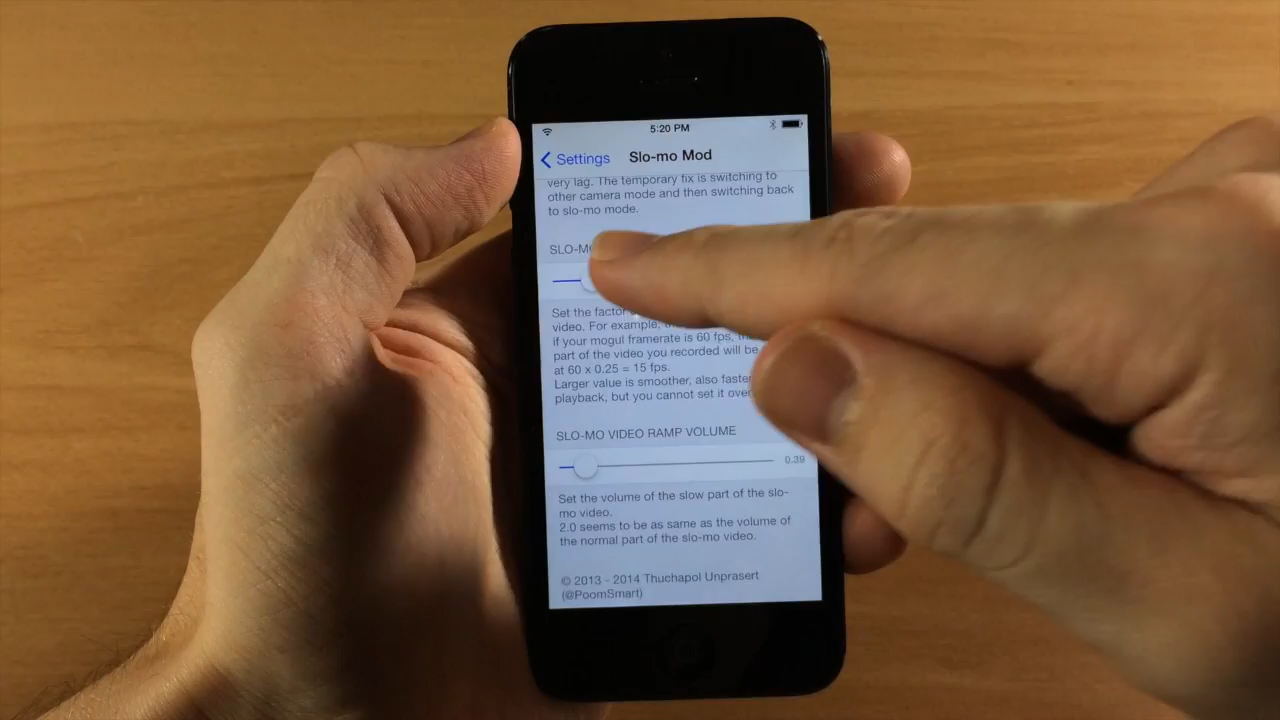 5:20 PM
Settings
Slo-mo Mod
very lag. The temporary fix is switching to
other camera mode and then switching back
to slo-mo mode.
Set the factor
video. For example,
if your mogul framerate is 60 fps,
part of the video you recorded will be
at 60 x 0.25 = 15 fps.
Larger value is smoother, also faster
playback, but you cannot set it over
SLO-MO VIDEO RAMP VOLUME
0.39
Set the volume of the slow part of the slo-
mo video.
2.0 seems to be as same as the volume of
the normal part of the slo-mo video.
© 2013 - 2014 Thuchapol Unprasert
(@PoomSmart)